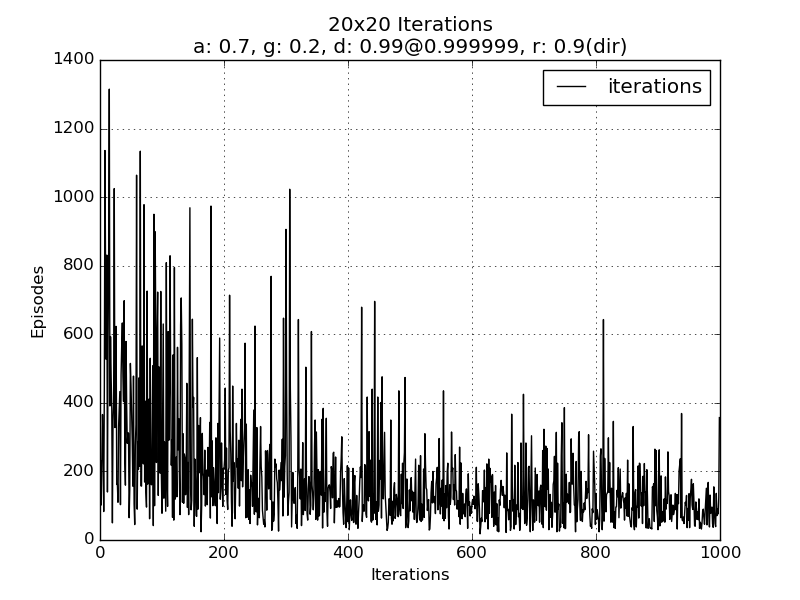 20x20 Iterations
a: 0.7, g: 0.2, d: 0.99@0.999999, r: 0.9(dir)
1400
1200
1000
800
600
400
200
0
Episodes
iterations
0 200 400 600 800 1000
Iterations